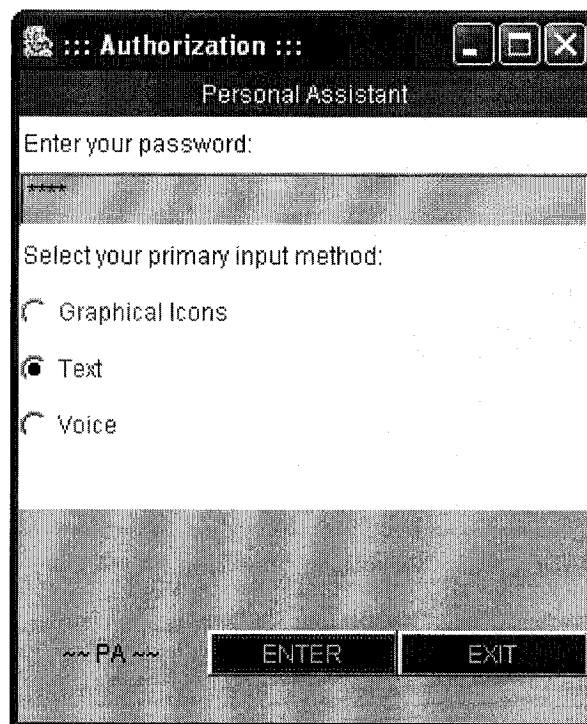 ::: Authorization :::
Personal Assistant
Enter your password:
****
Select your primary input method:
Graphical Icons
Text
Voice
~~ PA ~~ ENTER EXIT